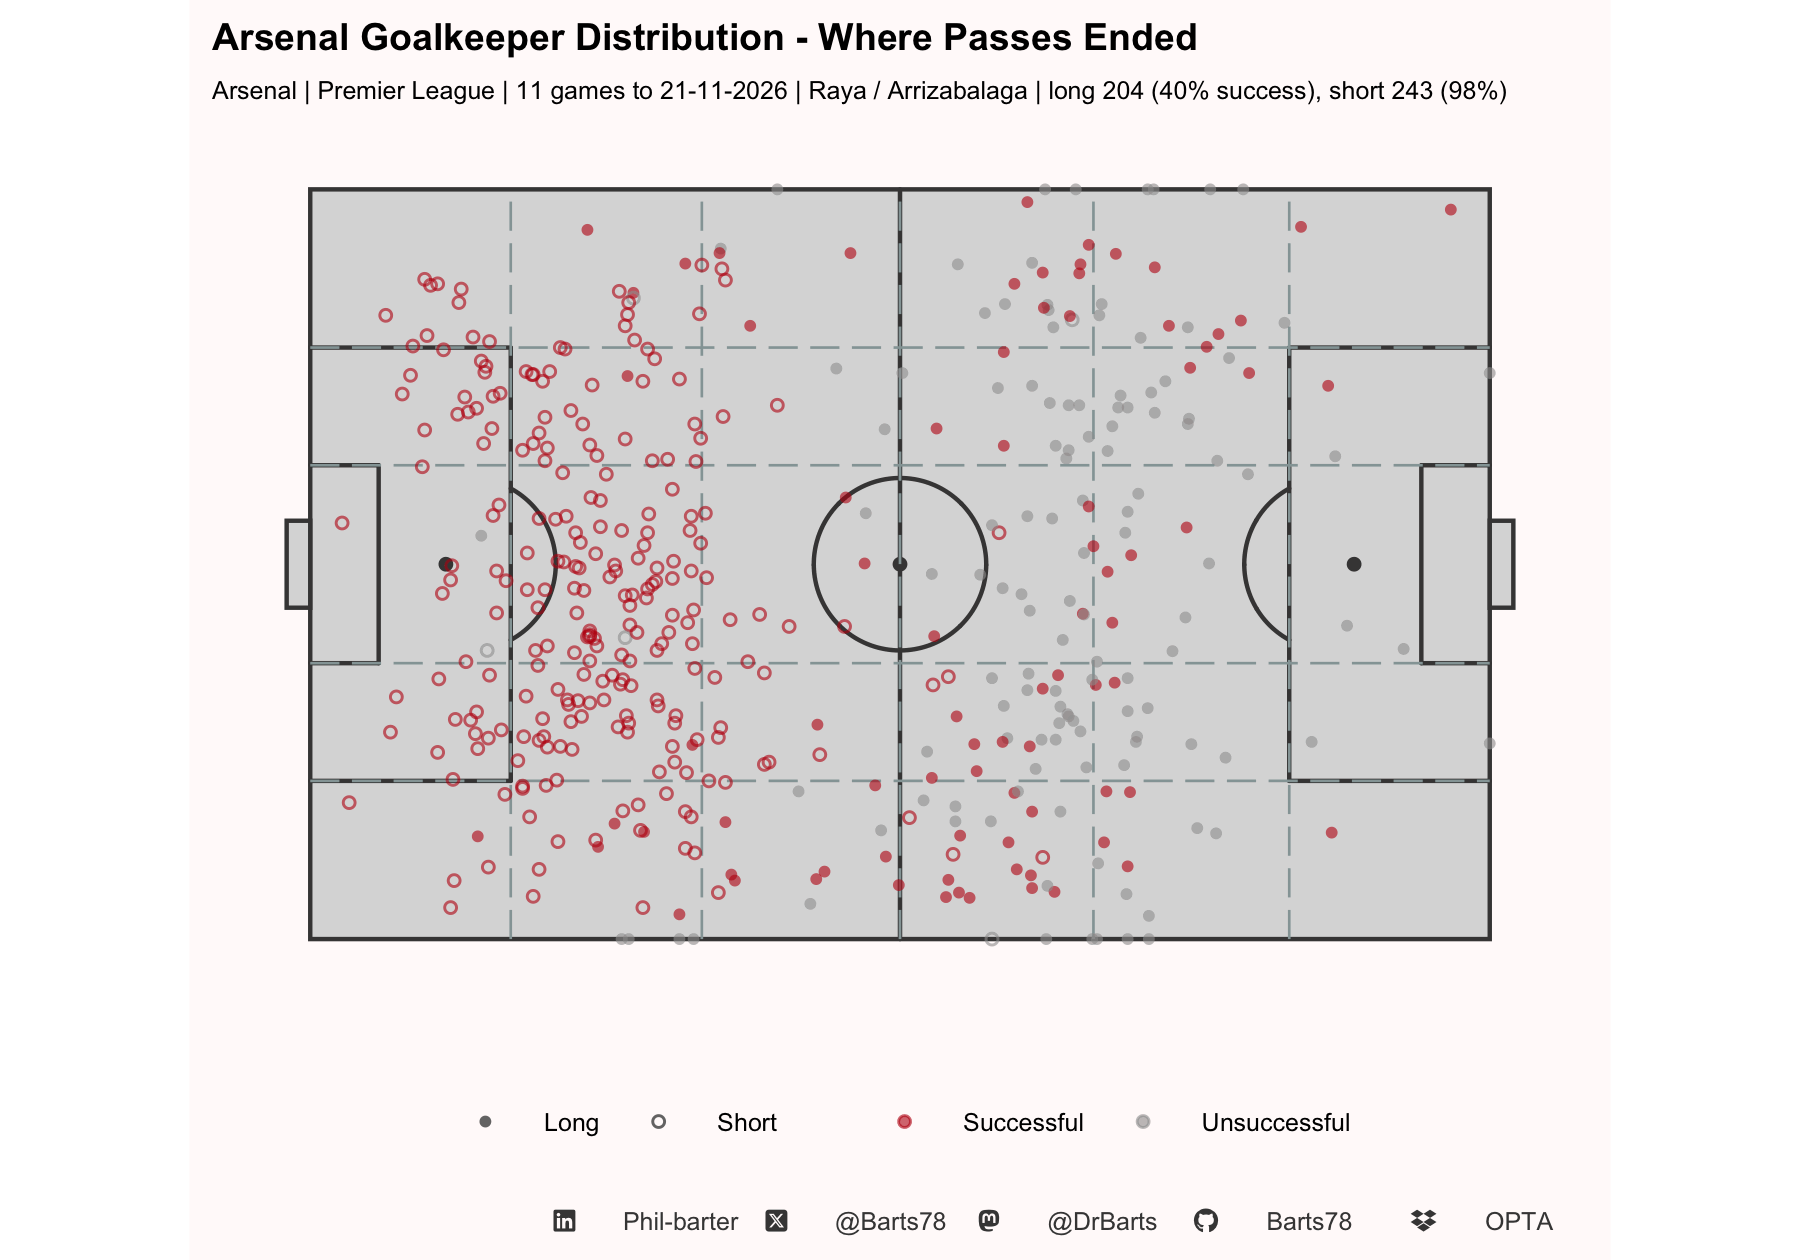 Arsenal Goalkeeper Distribution - Where Passes Ended
Arsenal | Premier League | 11 games to 21-11-2026 | Raya / Arrizabalaga | long 204 (40% success), short 243 (98%)
Long Short Successful Unsuccessful
Phil-barter @Barts78 @DrBarts Barts78 OPTA